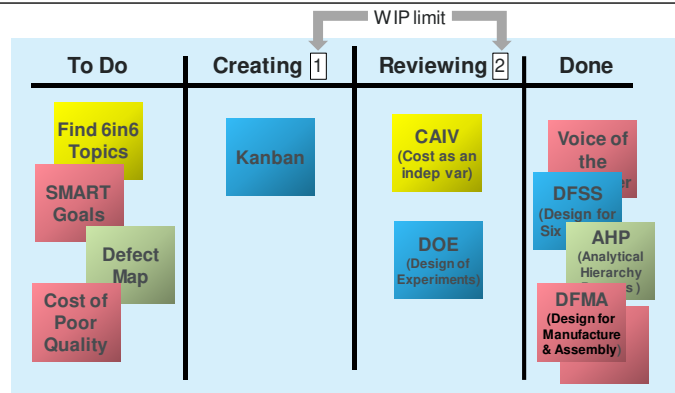 WIP limit
To Do
Creating 1
Reviewing 2
Done
Find 6in6
Topics
SMART
Goals
Defect
Map
Cost of
Poor
Quality
Kanban
CAIV
(Cost as an
indep var)
DOE
(Design of
Experiments)
Voice of
the
DFSS
(Design for
Six
AHP
(Analytical
Hierarchy
DFMA
(Design for
Manufacture
& Assembly)